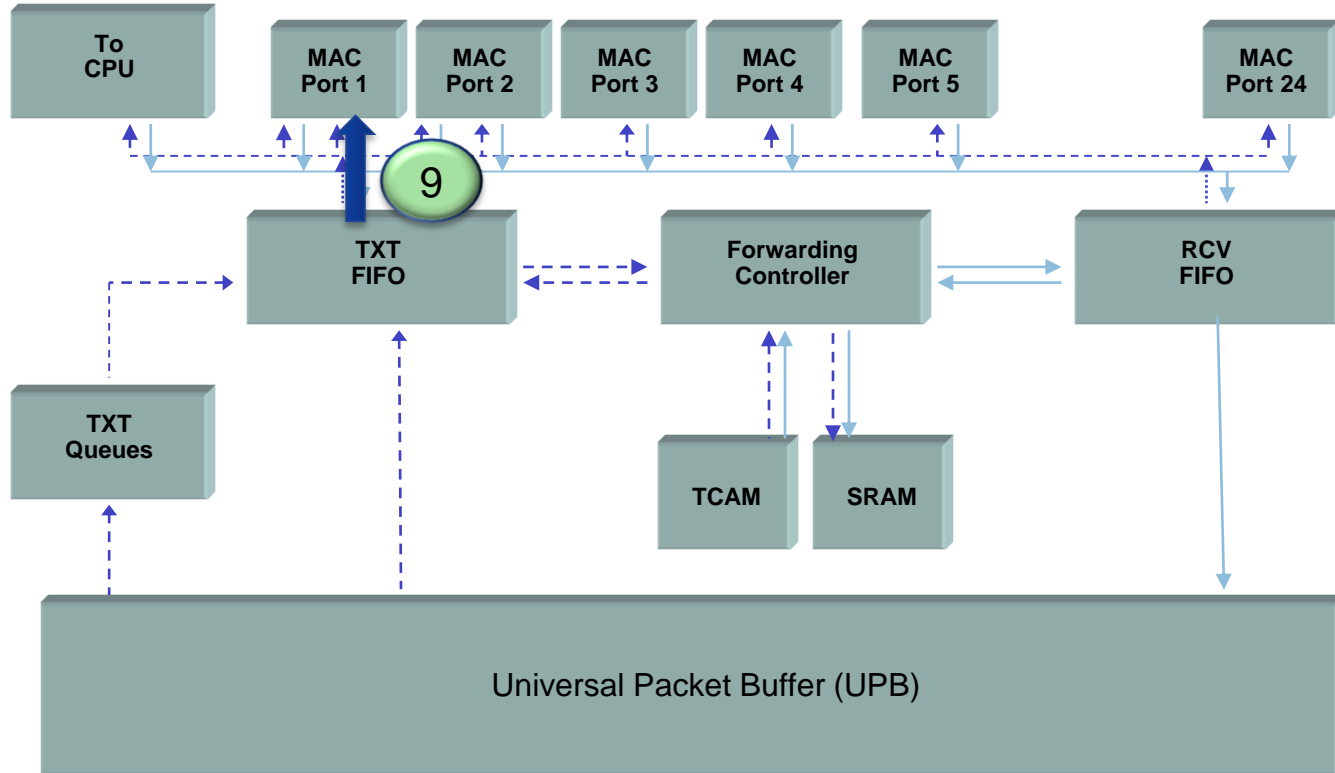 To
CPU
MAC
Port 1
MAC
Port 2
MAC
Port 3
MAC
Port 4
MAC
Port 5
MAC
Port 24
9
TXT
FIFO
Forwarding
Controller
RCV
FIFO
TXT
Queues
TCAM
SRAM
Universal Packet Buffer (UPB)